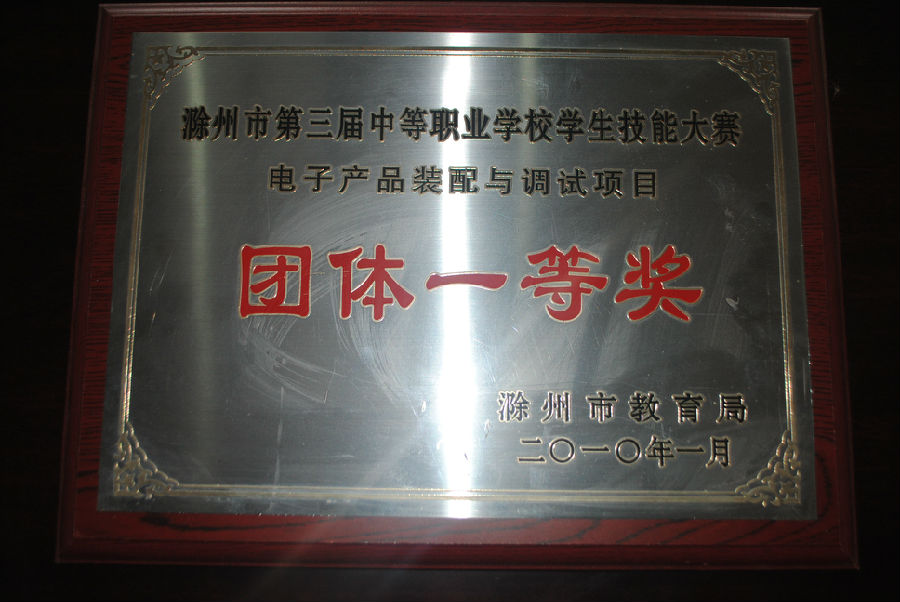 滁州市第三届中等职业学校学生技能大赛
电子产品装配与调试项目
团体一等奖
滁州市教育局
二〇一〇年一月